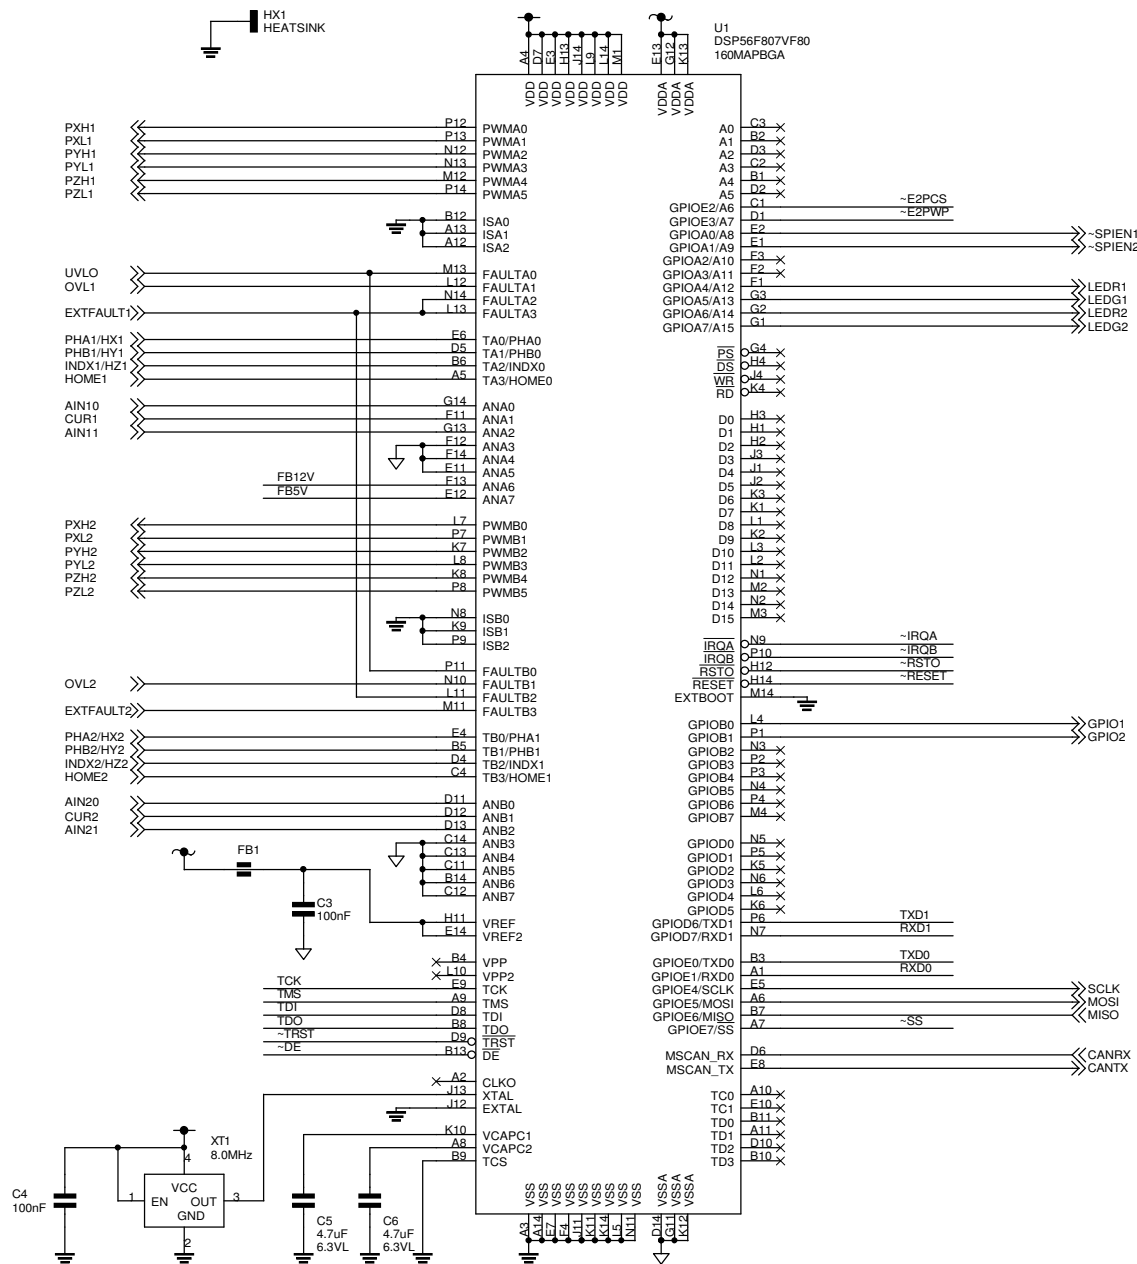 HX1
HEATSINK
U1
DSP56F807VF80
160MAPBGA
A4 D7 E3 H13 J14 L9 L14 M1
VDD VDD VDD VDD VDD VDD VDD VDD
E13 G12 K13
VDDA VDDA VDDA
PXH1 P12 PWMA0
PXL1 P13 PWMA1
PYH1 N12 PWMA2
PYL1 N13 PWMA3
PZH1 M12 PWMA4
PZL1 P14 PWMA5
B12 ISA0
A13 ISA1
A12 ISA2
UVLO M13 FAULTA0
OVL1 L12 FAULTA1
N14 FAULTA2
EXTFAULT1 L13 FAULTA3
PHA1/HX1 E6 TA0/PHA0
PHB1/HY1 D5 TA1/PHB0
INDX1/HZ1 B6 TA2/INDX0
HOME1 A5 TA3/HOME0
AIN10 G14 ANA0
CUR1 F11 ANA1
AIN11 G13 ANA2
F12 ANA3
F14 ANA4
E11 ANA5
FB12V F13 ANA6
FB5V E12 ANA7
PXH2 L7 PWMB0
PXL2 P7 PWMB1
PYH2 K7 PWMB2
PYL2 L8 PWMB3
PZH2 K8 PWMB4
PZL2 P8 PWMB5
N8 ISB0
K9 ISB1
P9 ISB2
P11 FAULTB0
OVL2 N10 FAULTB1
L11 FAULTB2
EXTFAULT2 M11 FAULTB3
PHA2/HX2 E4 TB0/PHA1
PHB2/HY2 B5 TB1/PHB1
INDX2/HZ2 D4 TB2/INDX1
HOME2 C4 TB3/HOME1
AIN20 D11 ANB0
CUR2 D12 ANB1
AIN21 D13 ANB2
C14 ANB3
C13 ANB4
C11 ANB5
B14 ANB6
C12 ANB7
FB1
C3
100nF
H11 VREF
E14 VREF2
B4 VPP
L10 VPP2
TCK E9 TCK
TMS A9 TMS
TDI D8 TDI
TDO B8 TDO
~TRST D9 TRST
~DE B13 DE
A2 CLKO
J13 XTAL
J12 EXTAL
K10 VCAPC1
A8 VCAPC2
B9 TCS
C3 A0
B2 A1
D3 A2
C2 A3
B1 A4
D2 A5
GPIOE2/A6 C1 ~E2PCS
GPIOE3/A7 D1 ~E2PWP
GPIOA0/A8 E2 ~SPIEN1
GPIOA1/A9 E1 ~SPIEN2
GPIOA2/A10 F3
GPIOA3/A11 F2
GPIOA4/A12 F1 LEDR1
GPIOA5/A13 G3 LEDG1
GPIOA6/A14 G2 LEDR2
GPIOA7/A15 G1 LEDG2
PS G4
DS H4
WR J4
RD K4
D0 H3
D1 H1
D2 H2
D3 J3
D4 J1
D5 J2
D6 K3
D7 K1
D8 L1
D9 K2
D10 L3
D11 L2
D12 N1
D13 M2
D14 N2
D15 M3
IRQA N9 ~IRQA
IRQB P10 ~IRQB
RSTO H12 ~RSTO
RESET H14 ~RESET
EXTBOOT M14
GPIOB0 L4 GPIO1
GPIOB1 P1 GPIO2
GPIOB2 N3
GPIOB3 P2
GPIOB4 P3
GPIOB5 N4
GPIOB6 P4
GPIOB7 M4
GPIOD0 N5
GPIOD1 P5
GPIOD2 K5
GPIOD3 N6
GPIOD4 L6
GPIOD5 K6
GPIOD6/TXD1 P6 TXD1
GPIOD7/RXD1 N7 RXD1
GPIOE0/TXD0 B3 TXD0
GPIOE1/RXD0 A1 RXD0
GPIOE4/SCLK E5 SCLK
GPIOE5/MOSI A6 MOSI
GPIOE6/MISO B7 MISO
GPIOE7/SS A7 ~SS
MSCAN_RX D6 CANRX
MSCAN_TX E8 CANTX
TC0 A10
TC1 E10
TD0 B11
TD1 A11
TD2 D10
TD3 B10
XT1
8.0MHz
4
VCC
1 EN OUT 3
GND
2
C4
100nF
C5
4.7uF
6.3VL
C6
4.7uF
6.3VL
VSS VSS VSS VSS VSS VSS VSS VSS VSS
A3 A14 E7 F4 J11 K11 K14 L5 N11
VSSA VSSA VSSA
D14 G11 K12